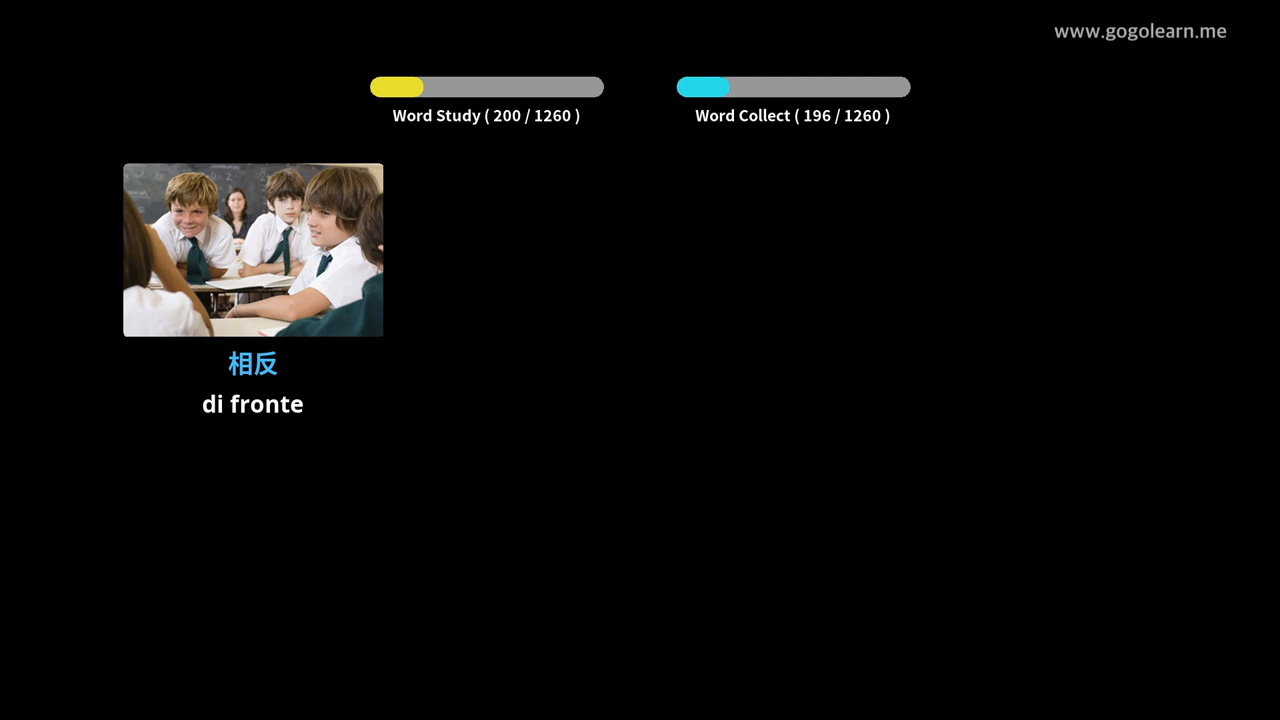 www.gogolearn.me
Word Study ( 200 / 1260 )
Word Collect ( 196 / 1260 )
相反
di fronte